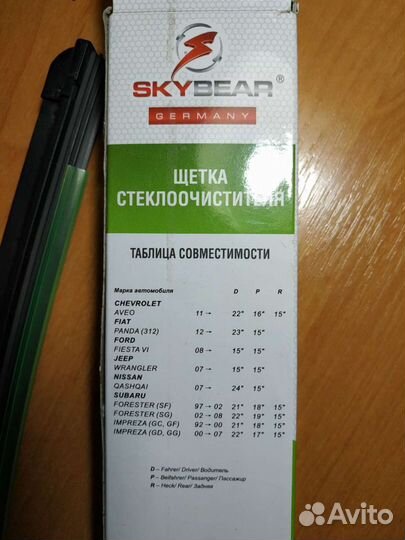 SKYBEAR®
GERMANY
ЩЕТКА
СТЕКЛООЧИСТИТЕЛЯ
ТАБЛИЦА СОВМЕСТИМОСТИ
Марка автомобиля D P R
CHEVROLET
AVEO 11→ 22" 16" 15"
FIAT
PANDA (312) 12→ 23" 15"
FORD
FIESTA VI 08→ 15" 15"
JEEP
WRANGLER 07→ 15" 15"
NISSAN
QASHQAI 07→ 24" 15"
SUBARU
FORESTER (SF) 97→02 21" 18" 15"
FORESTER (SG) 02→08 22" 19" 15"
IMPREZA (GC, GF) 92→00 21" 18" 15"
IMPREZA (GD, GG) 00→07 22" 17" 15"
D – Fahrer/ Driver/ Водитель
P – Beifahrer/ Passanger/ Пассажир
R – Heck/ Rear/ Задняя
Avito